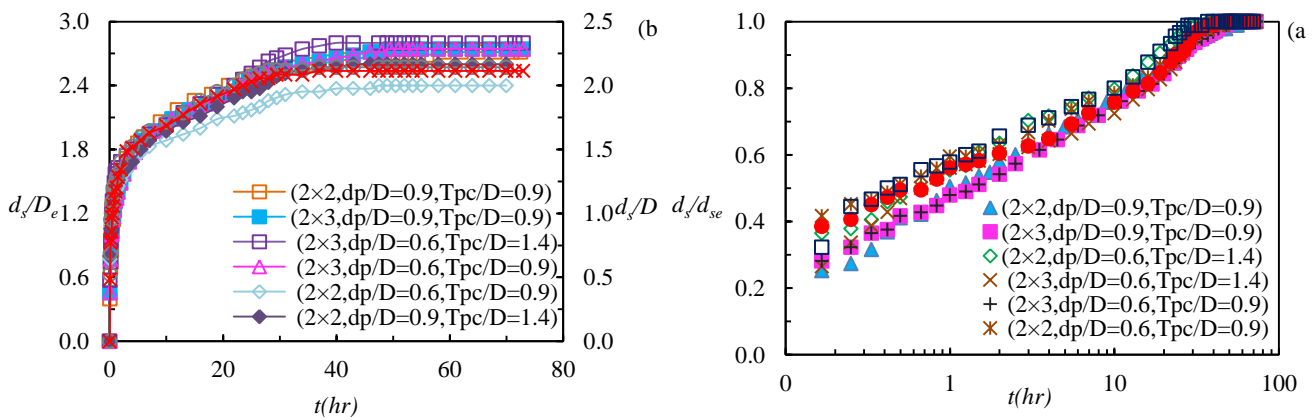 (b)
3.0
2.4
1.8
1.2
0.6
0.0
d_s/D_e
2.5
2.0
1.5
1.0
0.5
0.0
d_s/D
(2×2,dp/D=0.9,Tpc/D=0.9)
(2×3,dp/D=0.9,Tpc/D=0.9)
(2×3,dp/D=0.6,Tpc/D=1.4)
(2×3,dp/D=0.6,Tpc/D=0.9)
(2×2,dp/D=0.6,Tpc/D=0.9)
(2×2,dp/D=0.9,Tpc/D=1.4)
0 20 40 60 80
t(hr)
(a
1.0
0.8
0.6
0.4
0.2
0.0
d_s/d_se
(2×2,dp/D=0.9,Tpc/D=0.9)
(2×3,dp/D=0.9,Tpc/D=0.9)
(2×2,dp/D=0.6,Tpc/D=1.4)
(2×3,dp/D=0.6,Tpc/D=1.4)
(2×3,dp/D=0.6,Tpc/D=0.9)
(2×2,dp/D=0.6,Tpc/D=0.9)
0 1 10 100
t(hr)